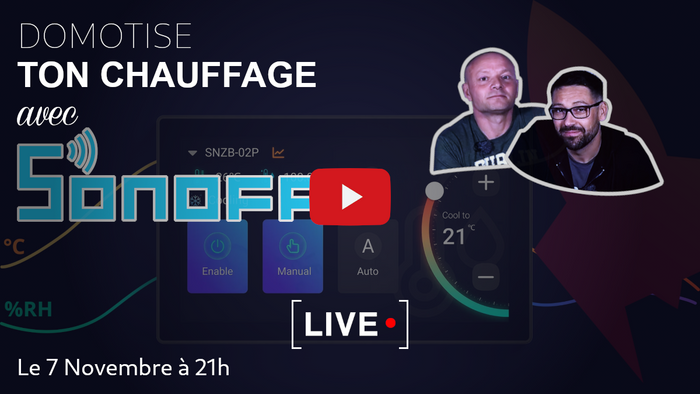 DOMOTISE
TON CHAUFFAGE
avec
SONOFF
SNZB-02P
Enable
Manual
A
Auto
+
Cool to
21°C
−
°C
%RH
[LIVE]
Le 7 Novembre à 21h